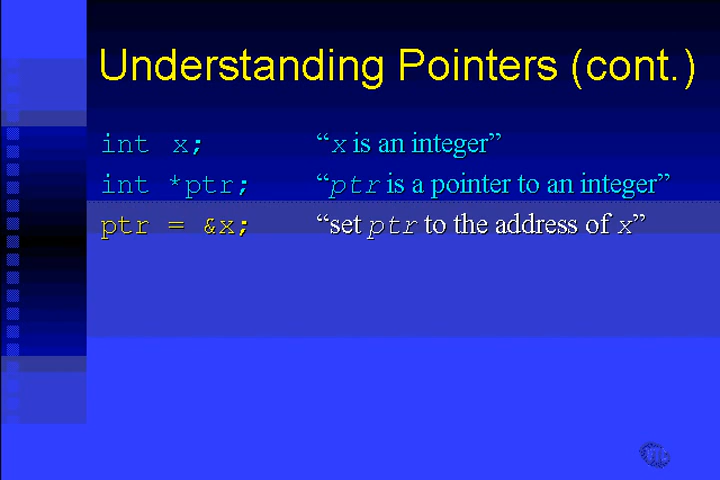 Understanding Pointers (cont.)
int x; “x is an integer”
int *ptr; “ptr is a pointer to an integer”
ptr = &x; “set ptr to the address of x”